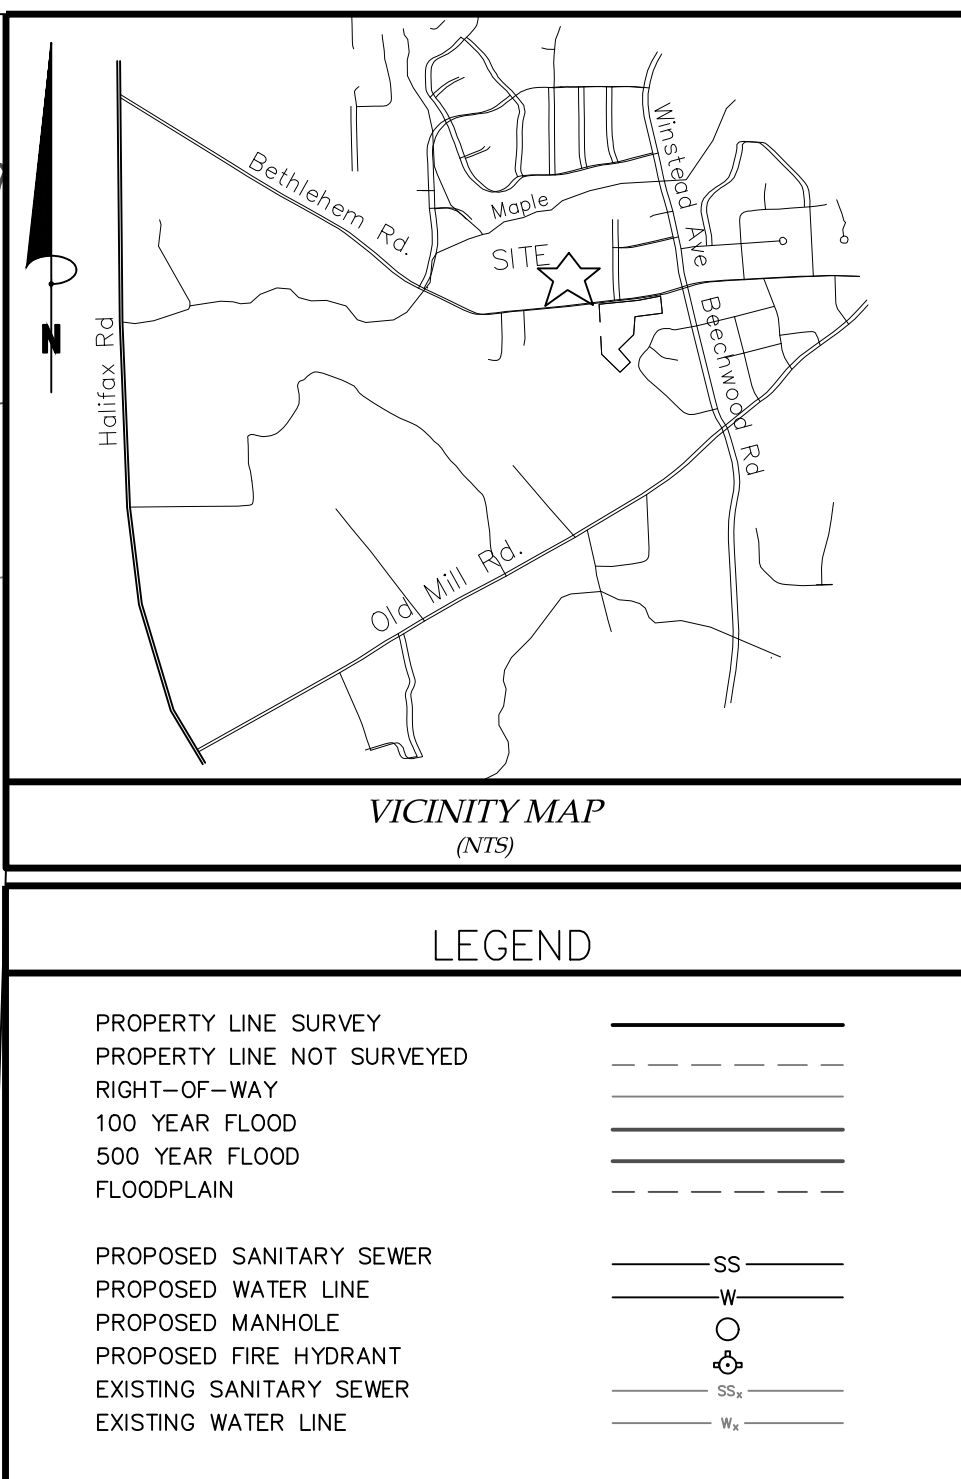 Winstead Ave
Bethlehem Rd.
Maple
SITE
N
Halifax Rd
Beechwood Rd
Old Mill Rd.
VICINITY MAP
(NTS)
LEGEND
PROPERTY LINE SURVEY
PROPERTY LINE NOT SURVEYED
RIGHT-OF-WAY
100 YEAR FLOOD
500 YEAR FLOOD
FLOODPLAIN
PROPOSED SANITARY SEWER SS
PROPOSED WATER LINE W
PROPOSED MANHOLE
PROPOSED FIRE HYDRANT
EXISTING SANITARY SEWER SSx
EXISTING WATER LINE Wx